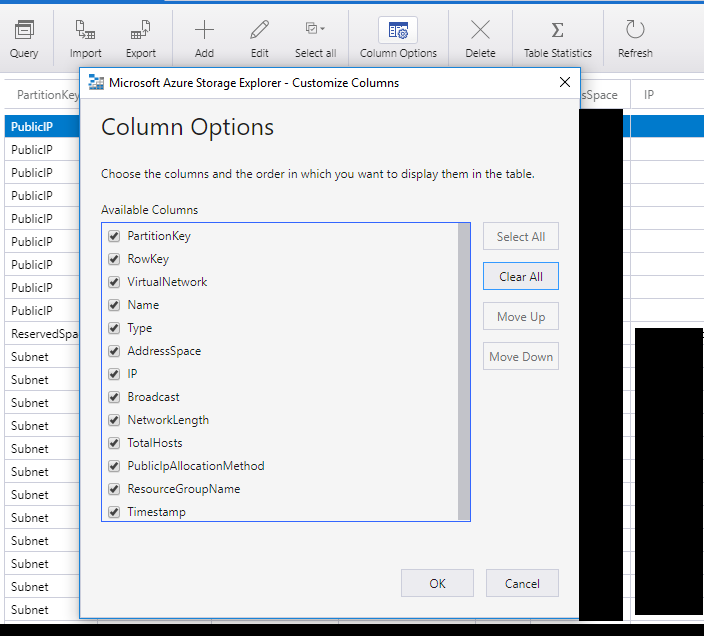 Query
Import
Export
Add
Edit
Select all
Column Options
Delete
Table Statistics
Refresh
Microsoft Azure Storage Explorer - Customize Columns
PartitionKey
sSpace
IP
Column Options
PublicIP
PublicIP
PublicIP
Choose the columns and the order in which you want to display them in the table.
PublicIP
PublicIP
Available Columns
PublicIP
PartitionKey
Select All
PublicIP
RowKey
PublicIP
VirtualNetwork
Clear All
PublicIP
Name
Move Up
ReservedSpa
Type
Subnet
AddressSpace
Move Down
Subnet
IP
Subnet
Broadcast
Subnet
NetworkLength
Subnet
TotalHosts
Subnet
PublicIpAllocationMethod
Subnet
ResourceGroupName
Subnet
Timestamp
Subnet
Subnet
Subnet
OK
Cancel
Subnet